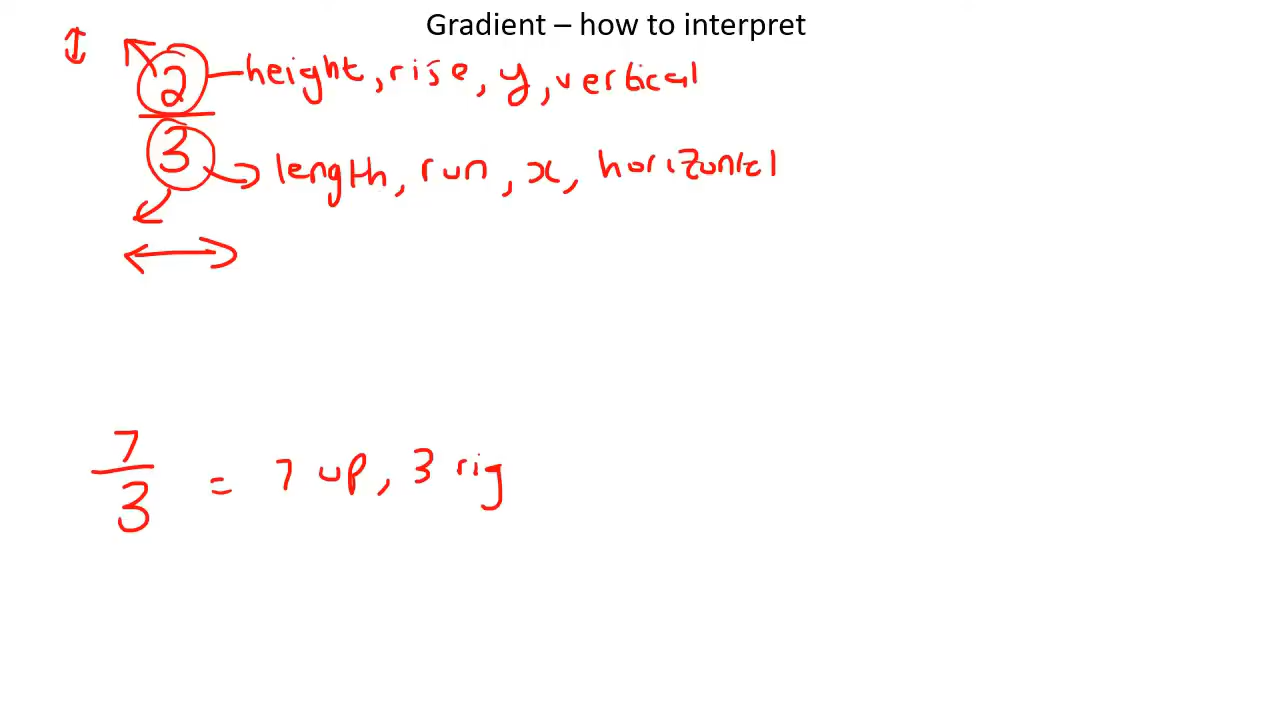 Gradient – how to interpret
2 height, rise, y, vertical
3 length, run, x, horizontal
7
3 = 7 up, 3 rig